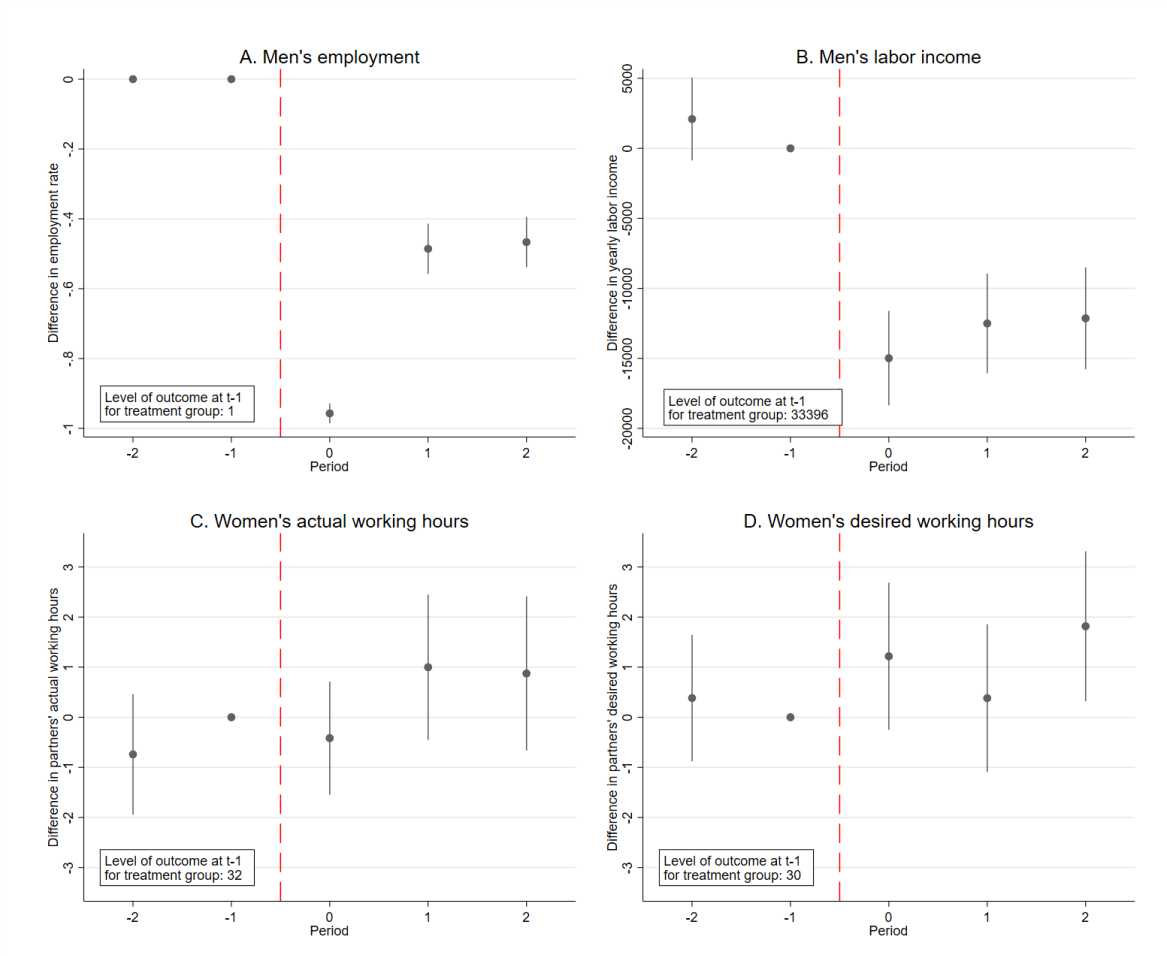 A. Men's employment
Difference in employment rate
0
-.2
-.4
-.6
-.8
-1
Level of outcome at t-1
for treatment group: 1
-2 -1 0 1 2
Period
B. Men's labor income
Difference in yearly labor income
5000
0
-5000
-10000
-15000
-20000
Level of outcome at t-1
for treatment group: 33396
-2 -1 0 1 2
Period
C. Women's actual working hours
Difference in partners' actual working hours
3
2
1
0
-1
-2
-3
Level of outcome at t-1
for treatment group: 32
-2 -1 0 1 2
Period
D. Women's desired working hours
Difference in partners' desired working hours
3
2
1
0
-1
-2
-3
Level of outcome at t-1
for treatment group: 30
-2 -1 0 1 2
Period